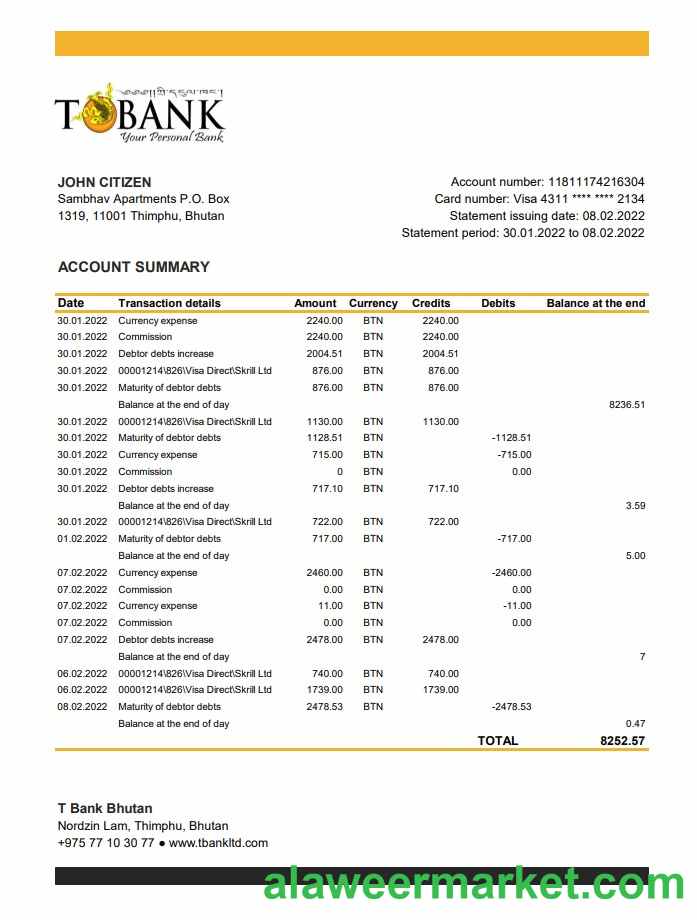 T BANK
Your Personal Bank
JOHN CITIZEN
Sambhav Apartments P.O. Box
1319, 11001 Thimphu, Bhutan
Account number: 11811174216304
Card number: Visa 4311 **** **** 2134
Statement issuing date: 08.02.2022
Statement period: 30.01.2022 to 08.02.2022
ACCOUNT SUMMARY
Date Transaction details Amount Currency Credits Debits Balance at the end
30.01.2022 Currency expense 2240.00 BTN 2240.00
30.01.2022 Commission 2240.00 BTN 2240.00
30.01.2022 Debtor debts increase 2004.51 BTN 2004.51
30.01.2022 00001214\826\Visa Direct\Skrill Ltd 876.00 BTN 876.00
30.01.2022 Maturity of debtor debts 876.00 BTN 876.00
Balance at the end of day 8236.51
30.01.2022 00001214\826\Visa Direct\Skrill Ltd 1130.00 BTN 1130.00
30.01.2022 Maturity of debtor debts 1128.51 BTN -1128.51
30.01.2022 Currency expense 715.00 BTN -715.00
30.01.2022 Commission 0 BTN 0.00
30.01.2022 Debtor debts increase 717.10 BTN 717.10
Balance at the end of day 3.59
30.01.2022 00001214\826\Visa Direct\Skrill Ltd 722.00 BTN 722.00
01.02.2022 Maturity of debtor debts 717.00 BTN -717.00
Balance at the end of day 5.00
07.02.2022 Currency expense 2460.00 BTN -2460.00
07.02.2022 Commission 0.00 BTN 0.00
07.02.2022 Currency expense 11.00 BTN -11.00
07.02.2022 Commission 0.00 BTN 0.00
07.02.2022 Debtor debts increase 2478.00 BTN 2478.00
Balance at the end of day 7
06.02.2022 00001214\826\Visa Direct\Skrill Ltd 740.00 BTN 740.00
06.02.2022 00001214\826\Visa Direct\Skrill Ltd 1739.00 BTN 1739.00
08.02.2022 Maturity of debtor debts 2478.53 BTN -2478.53
Balance at the end of day 0.47
TOTAL 8252.57
T Bank Bhutan
Nordzin Lam, Thimphu, Bhutan
+975 77 10 30 77 ● www.tbankltd.com
alaweermarket.com